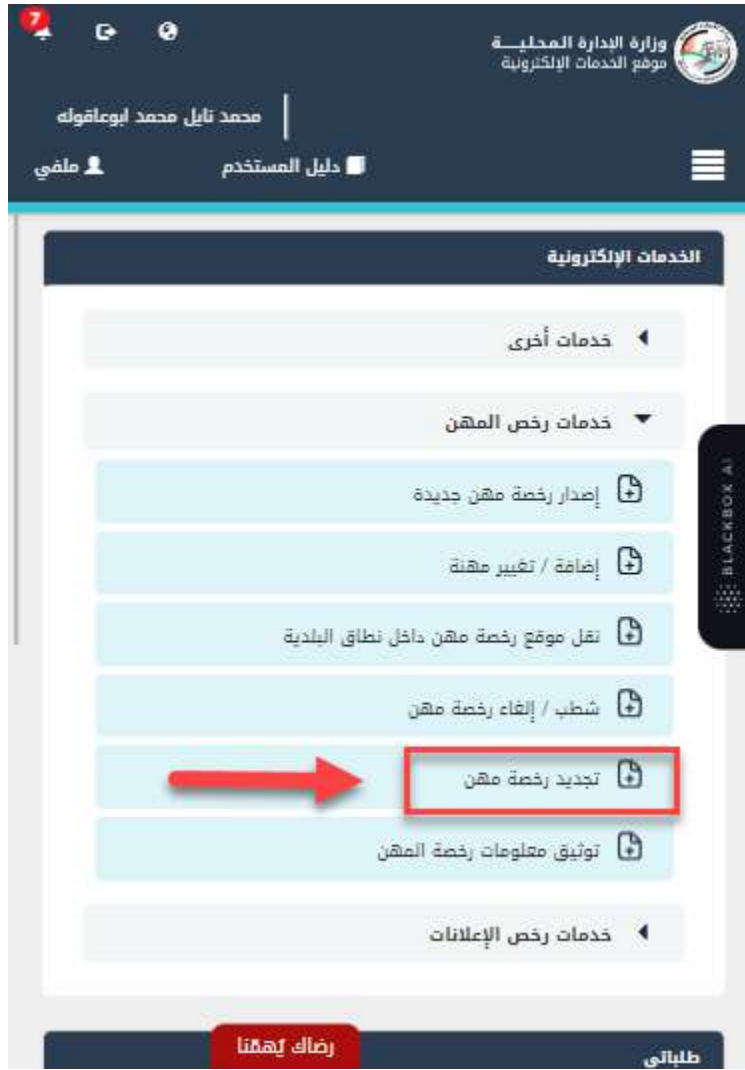 7
وزارة الإدارة المحليـــة
موقع الخدمات الإلكترونية
محمد نايل محمد ابوعاقوله
دليل المستخدم
ملفي
الخدمات الإلكترونية
خدمات أخرى
خدمات رخص المهن
إصدار رخصة مهن جديدة
إضافة / تغيير مهنة
نقل موقع رخصة مهن داخل نطاق البلدية
شطب / إلغاء رخصة مهن
تجديد رخصة مهن
توثيق معلومات رخصة المهن
خدمات رخص الإعلانات
رضاك يُهمّنا
طلباتي
BLACKBOX AI